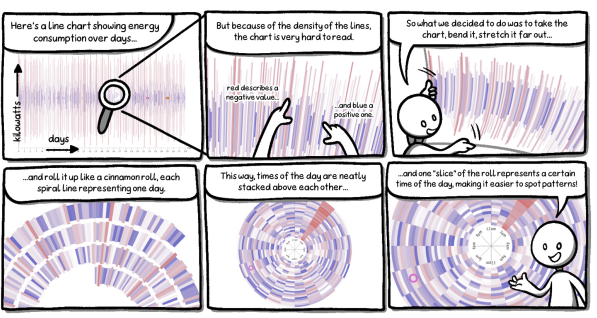 Here's a line chart showing energy
consumption over days...
kilowatts
days
But because of the density of the lines,
the chart is very hard to read.
red describes a
negative value...
...and blue a
positive one.
So what we decided to do was to take the
chart, bend it, stretch it far out...
...and roll it up like a cinnamon roll, each
spiral line representing one day.
This way, times of the day are neatly
stacked above each other...
...and one "slice" of the roll represents a certain
time of the day, making it easier to spot patterns!